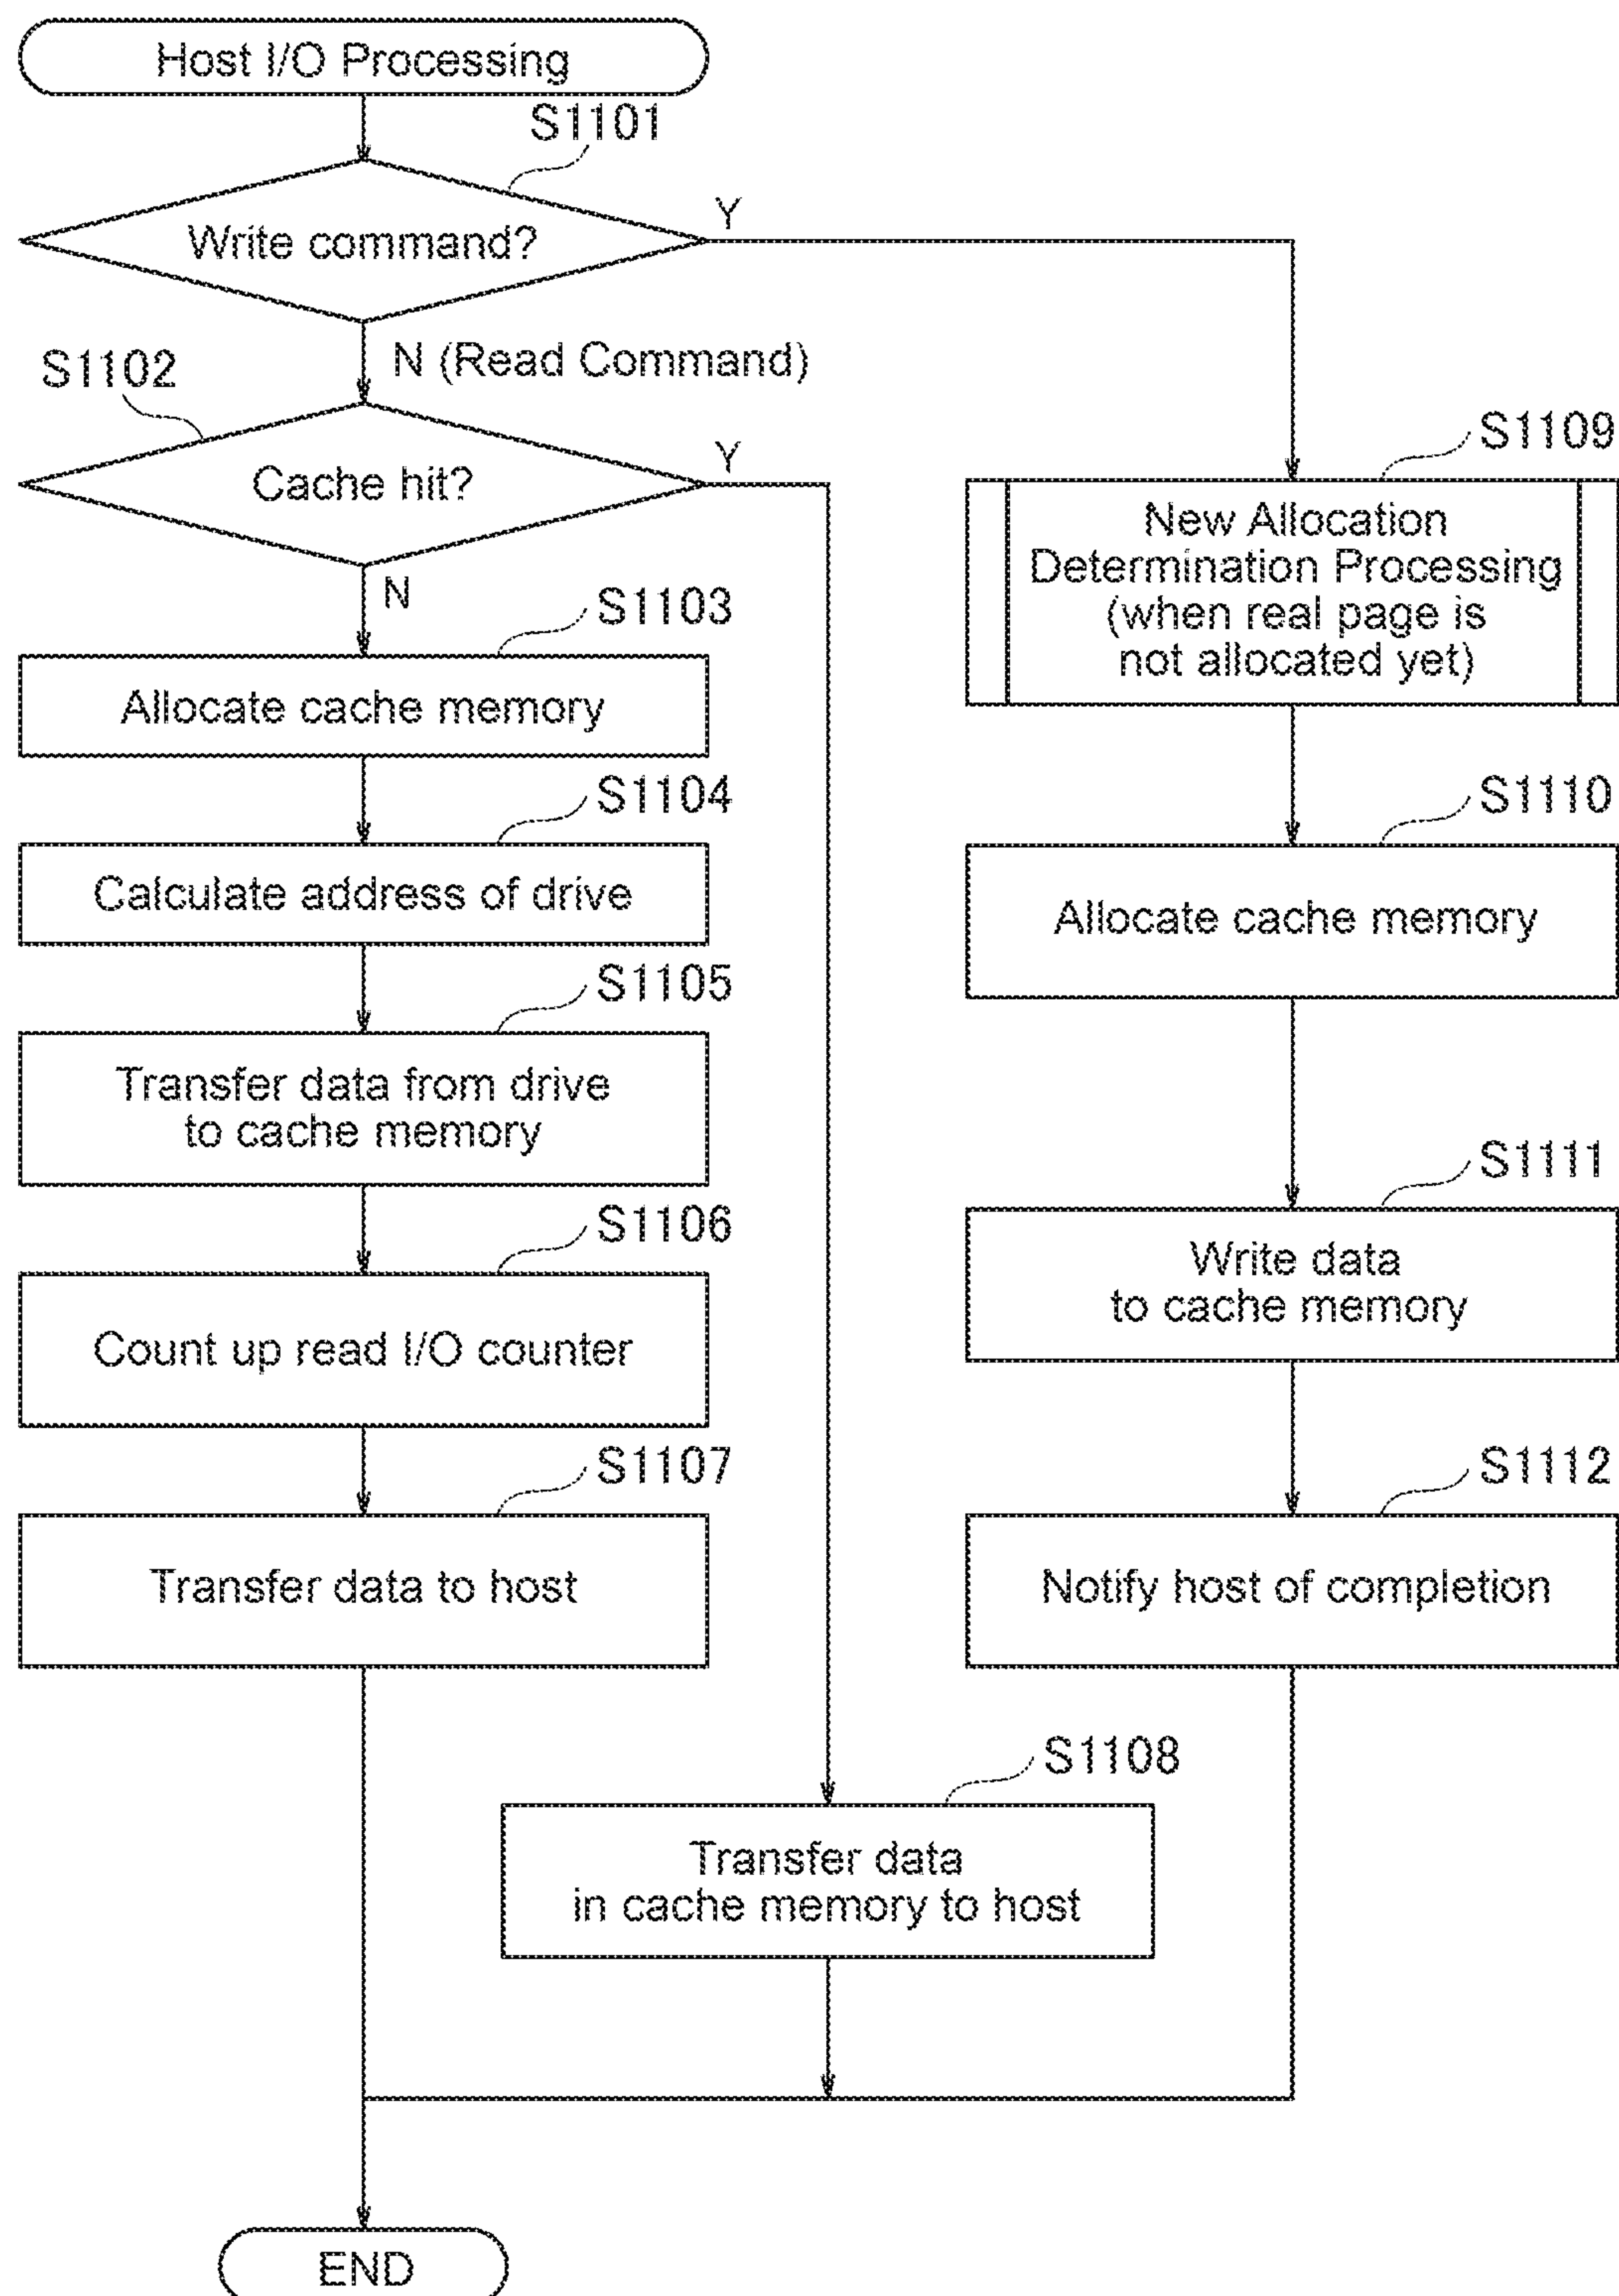 Host I/O Processing
S1101
Write command?
Y
N (Read Command)
S1102
Cache hit?
Y
N
S1103
Allocate cache memory
S1104
Calculate address of drive
S1105
Transfer data from drive
to cache memory
S1106
Count up read I/O counter
S1107
Transfer data to host
S1108
Transfer data
in cache memory to host
S1109
New Allocation
Determination Processing
(when real page is
not allocated yet)
S1110
Allocate cache memory
S1111
Write data
to cache memory
S1112
Notify host of completion
END